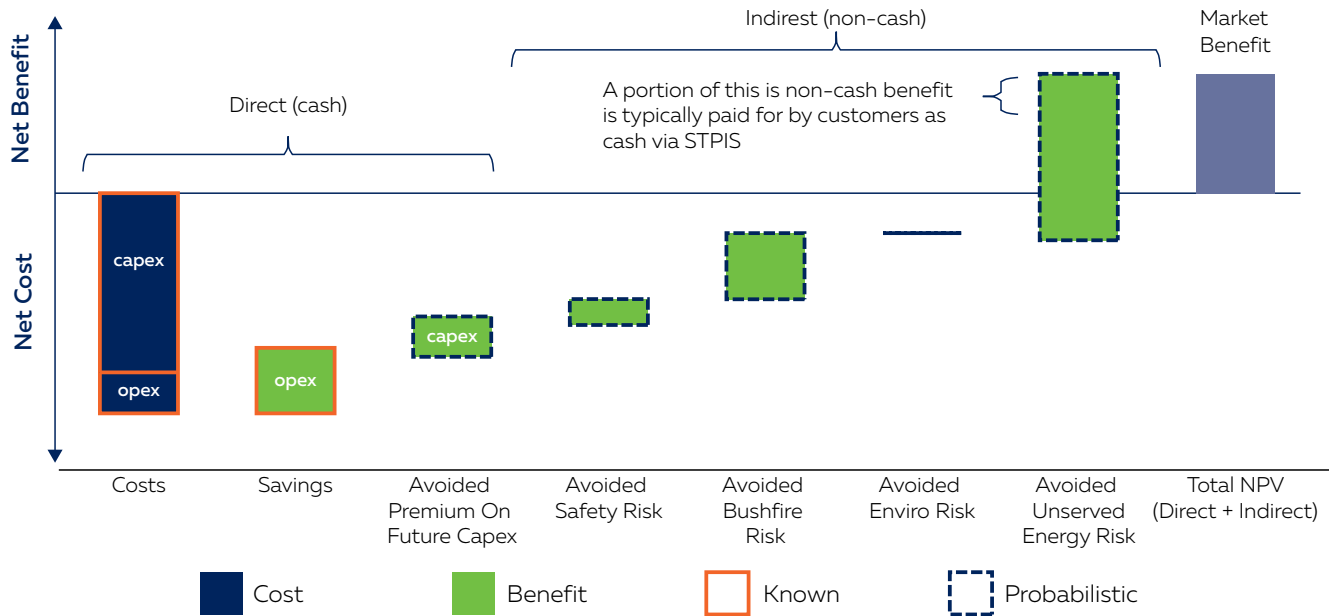 Net Benefit
Net Cost
Direct (cash)
Indirest (non-cash)
A portion of this is non-cash benefit
is typically paid for by customers as
cash via STPIS
Market
Benefit
capex
opex
opex
capex
Costs
Savings
Avoided
Premium On
Future Capex
Avoided
Safety Risk
Avoided
Bushfire
Risk
Avoided
Enviro Risk
Avoided
Unserved
Energy Risk
Total NPV
(Direct + Indirect)
Cost
Benefit
Known
Probabilistic